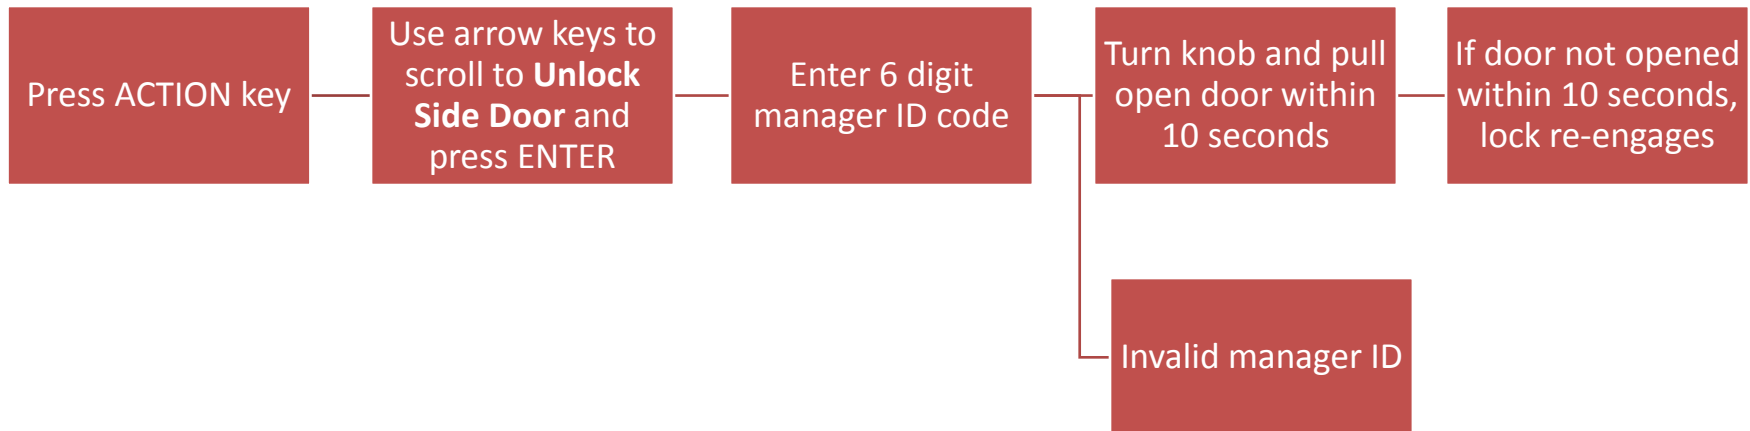 Press ACTION key
Use arrow keys to
scroll to Unlock
Side Door and
press ENTER
Enter 6 digit
manager ID code
Turn knob and pull
open door within
10 seconds
If door not opened
within 10 seconds,
lock re-engages
Invalid manager ID